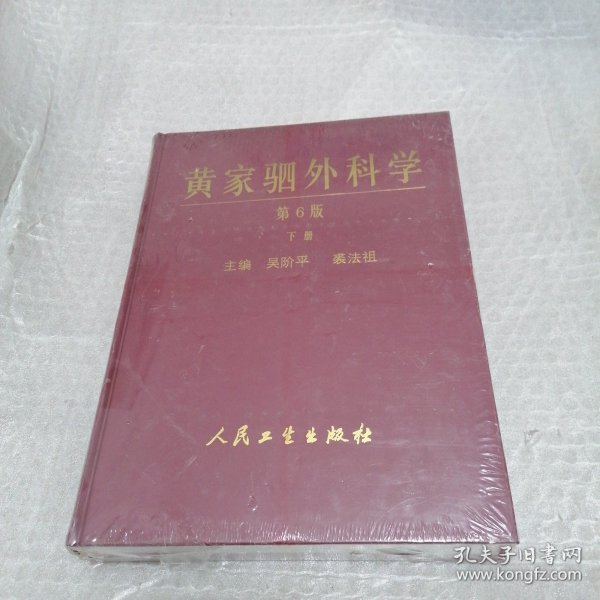 黄家驷外科学
第6版
下册
主编 吴阶平 裘法祖
人民卫生出版社
孔夫子旧书网
www.kongfz.com